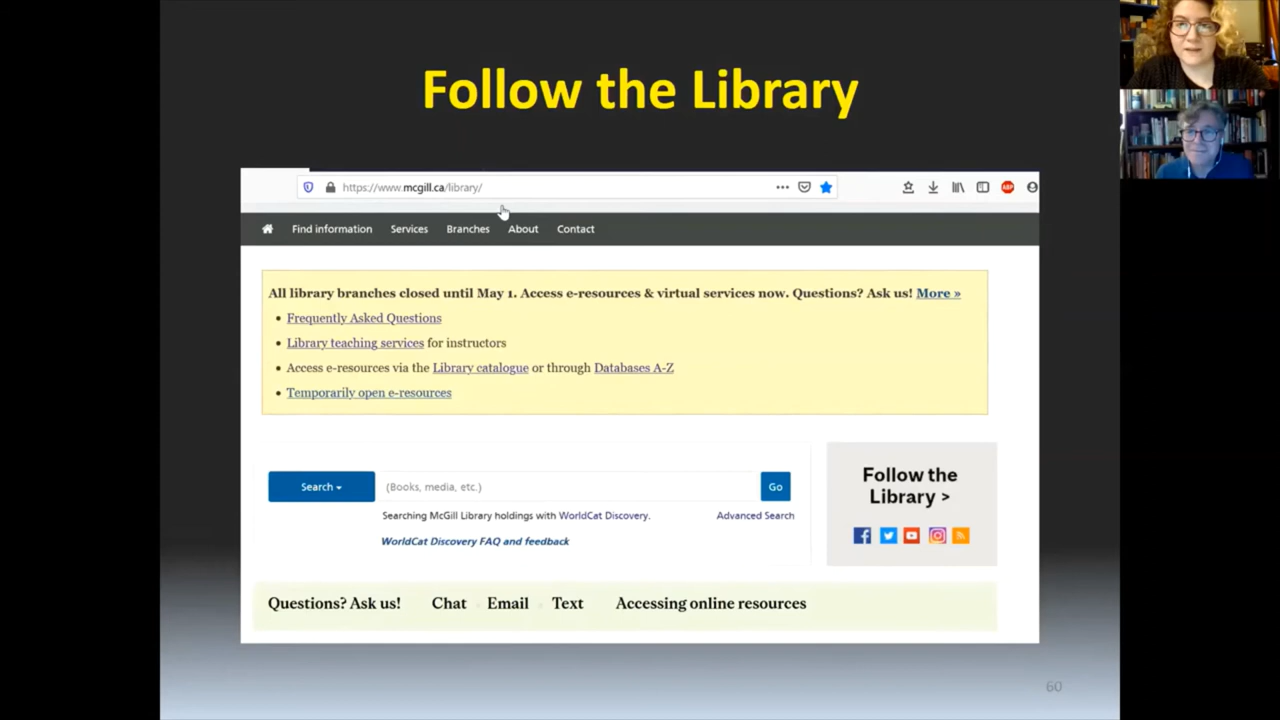 Follow the Library
https://www.mcgill.ca/library/
ABP
Find information Services Branches About Contact
All library branches closed until May 1. Access e-resources & virtual services now. Questions? Ask us! More »
• Frequently Asked Questions
• Library teaching services for instructors
• Access e-resources via the Library catalogue or through Databases A-Z
• Temporarily open e-resources
Search (Books, media, etc.) Go
Searching McGill Library holdings with WorldCat Discovery. Advanced Search
WorldCat Discovery FAQ and feedback
Follow the
Library >
Questions? Ask us! Chat Email Text Accessing online resources
60